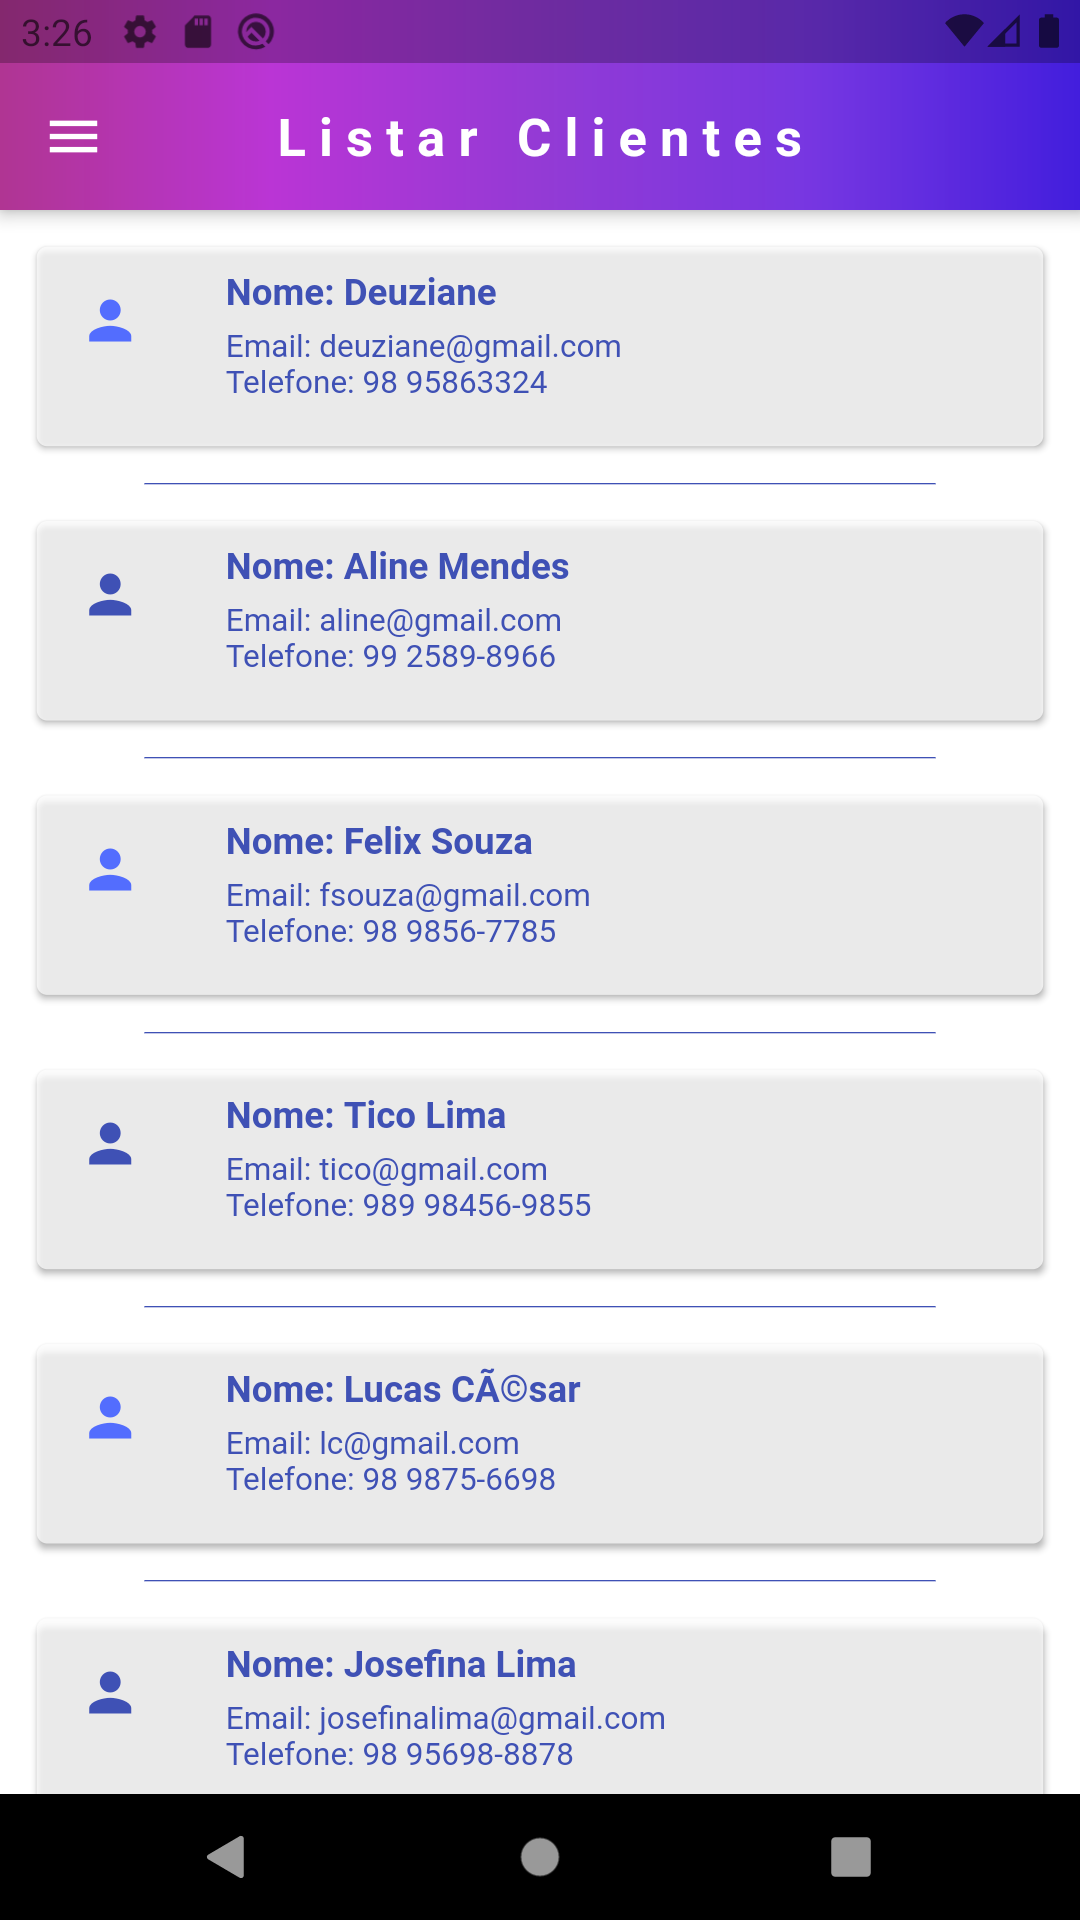 3:26
Listar Clientes
Nome: Deuziane
Email: deuziane@gmail.com
Telefone: 98 95863324
Nome: Aline Mendes
Email: aline@gmail.com
Telefone: 99 2589-8966
Nome: Felix Souza
Email: fsouza@gmail.com
Telefone: 98 9856-7785
Nome: Tico Lima
Email: tico@gmail.com
Telefone: 989 98456-9855
Nome: Lucas CÃ©sar
Email: lc@gmail.com
Telefone: 98 9875-6698
Nome: Josefina Lima
Email: josefinalima@gmail.com
Telefone: 98 95698-8878